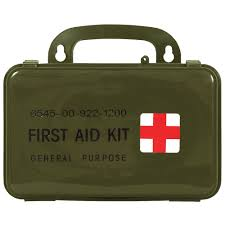 6545-00-922-1200
FIRST AID KIT
GENERAL PURPOSE